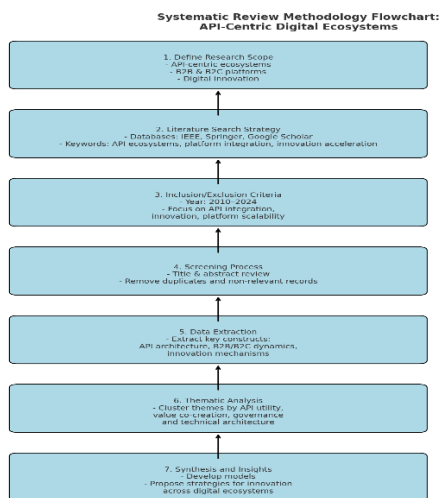 Systematic Review Methodology Flowchart:
API-Centric Digital Ecosystems
1. Define Research Scope
- API-centric ecosystems
- B2B & B2C platforms
- Digital innovation
2. Literature Search Strategy
- Databases: IEEE, Springer, Google Scholar
- Keywords: API ecosystems, platform integration, innovation acceleration
3. Inclusion/Exclusion Criteria
- Year: 2010–2024
- Focus on API integration,
innovation, platform scalability
4. Screening Process
- Title & abstract review
- Remove duplicates and non-relevant records
5. Data Extraction
- Extract key constructs:
API architecture, B2B/B2C dynamics,
innovation mechanisms
6. Thematic Analysis
- Cluster themes by API utility,
value co-creation, governance
and technical architecture
7. Synthesis and Insights
- Develop models
- Propose strategies for innovation
across digital ecosystems